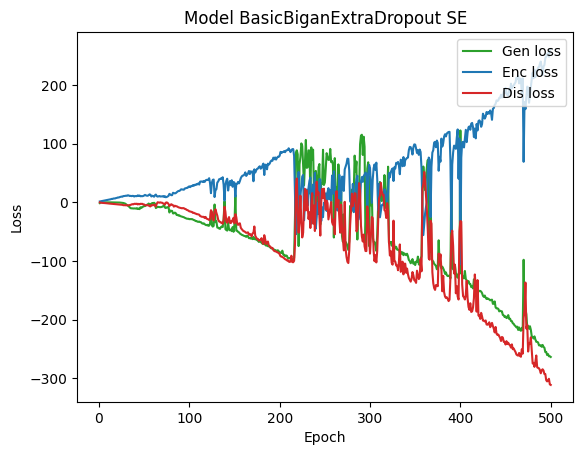 Model BasicBiganExtraDropout SE
Gen loss
Enc loss
Dis loss
200
100
0
−100
−200
−300
Loss
0
100
200
300
400
500
Epoch